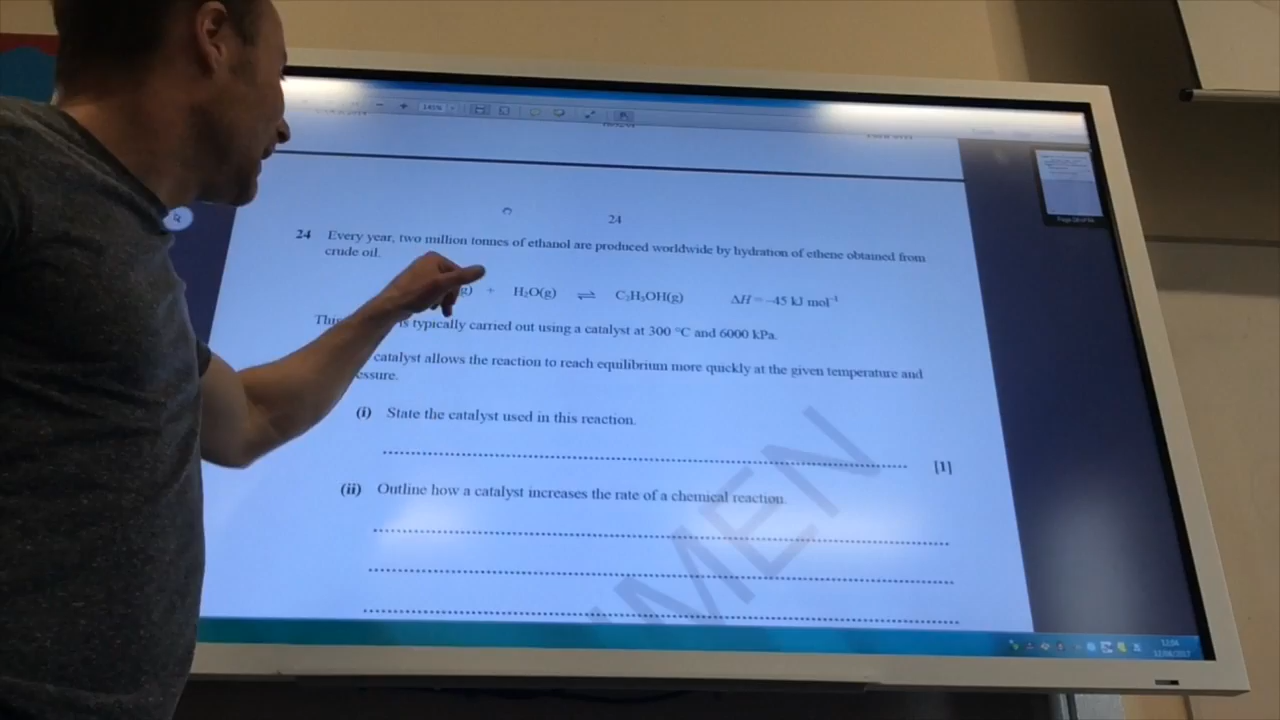 140%
24
24 Every year, two million tonnes of ethanol are produced worldwide by hydration of ethene obtained from
crude oil.
g) + H₂O(g) ⇌ C₂H₅OH(g) ΔH = –45 kJ mol⁻¹
This is typically carried out using a catalyst at 300 °C and 6000 kPa.
catalyst allows the reaction to reach equilibrium more quickly at the given temperature and
essure.
(i) State the catalyst used in this reaction.
[1]
(ii) Outline how a catalyst increases the rate of a chemical reaction.
IMEN